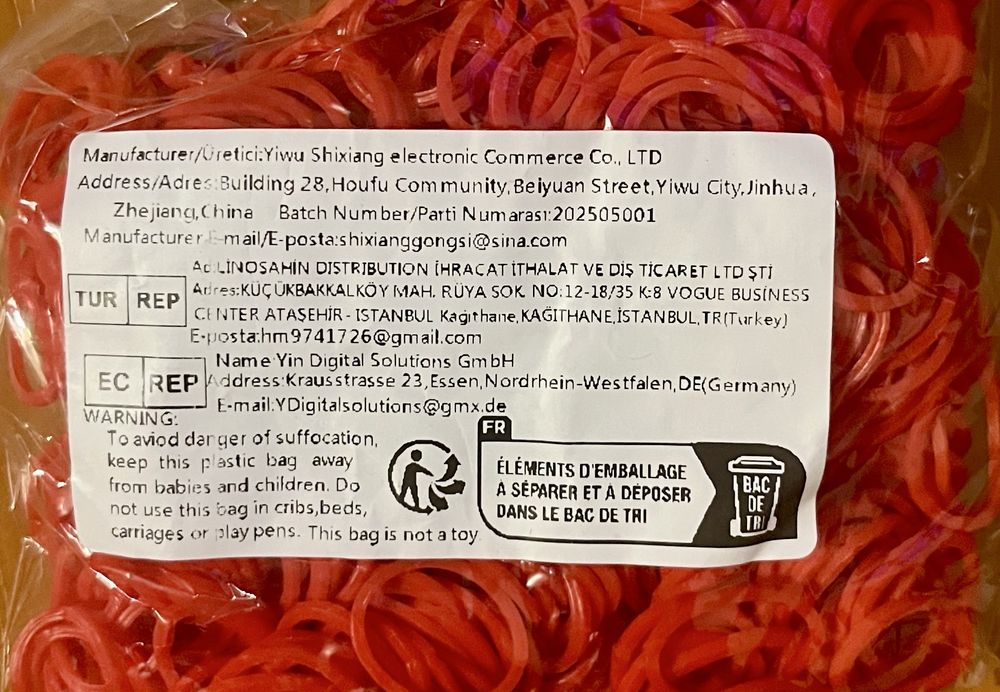 Manufacturer/Üretici:Yiwu Shixiang electronic Commerce Co., LTD
Address/Adres:Building 28,Houfu Community,Beiyuan Street,Yiwu City,Jinhua,
Zhejiang,China Batch Number/Parti Numarası:202505001
Manufacturer E-mail/E-posta:shixianggongsi@sina.com
TUR REP
Ad:LİNOSAHİN DISTRIBUTION İHRACAT İTHALAT VE DİŞ TİCARET LTD ŞTİ
Adres:KÜÇÜKBAKKALKÖY MAH. RÜYA SOK. NO:12-18/35 K:8 VOGUE BUSİNESS
CENTER ATAŞEHİR - ISTANBUL Kağıthane,KAĞITHANE,İSTANBUL,TR(Turkey)
E-posta:hm9741726@gmail.com
EC REP
Name:Yin Digital Solutions GmbH
Address:Krausstrasse 23,Essen,Nordrhein-Westfalen,DE(Germany)
E-mail:YDigitalsolutions@gmx.de
WARNING:
To aviod danger of suffocation,
keep this plastic bag away
from babies and children. Do
not use this bag in cribs,beds,
carriages or play pens. This bag is not a toy
FR
ÉLÉMENTS D'EMBALLAGE
À SÉPARER ET À DÉPOSER
DANS LE BAC DE TRI
BAC
DE
TRI